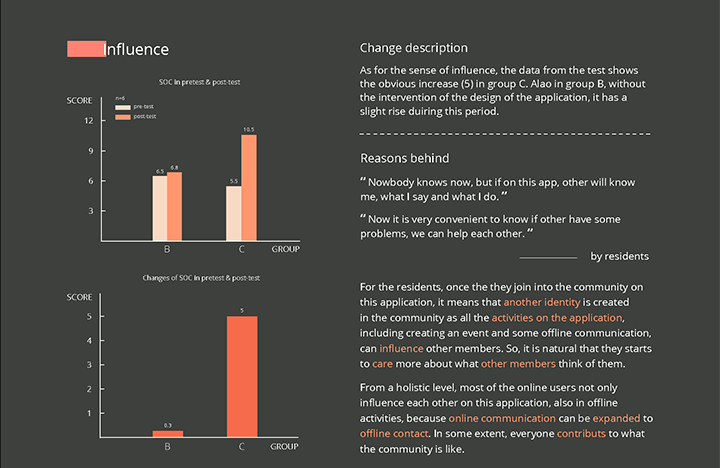 Influence
SOC in pretest & post-test
SCORE
n=6
pre-test
post-test
12
9
6
3
6.5
6.8
5.5
10.5
B
C
GROUP
Changes of SOC in pretest & post-test
SCORE
5
4
3
2
1
0.3
5
B
C
GROUP
Change description
As for the sense of influence, the data from the test shows
the obvious increase (5) in group C. Alao in group B, without
the intervention of the design of the application, it has a
slight rise duiring this period.
Reasons behind
“ Nowbody knows now, but if on this app, other will know
me, what I say and what I do. ”
“ Now it is very convenient to know if other have some
problems, we can help each other. “
by residents
For the residents, once the they join into the community on
this application, it means that another identity is created
in the community as all the activities on the application,
including creating an event and some offline communication,
can influence other members. So, it is natural that they starts
to care more about what other members think of them.
From a holistic level, most of the online users not only
influence each other on this application, also in offline
activities, because online communication can be expanded to
offline contact. In some extent, everyone contributs to what
the community is like.